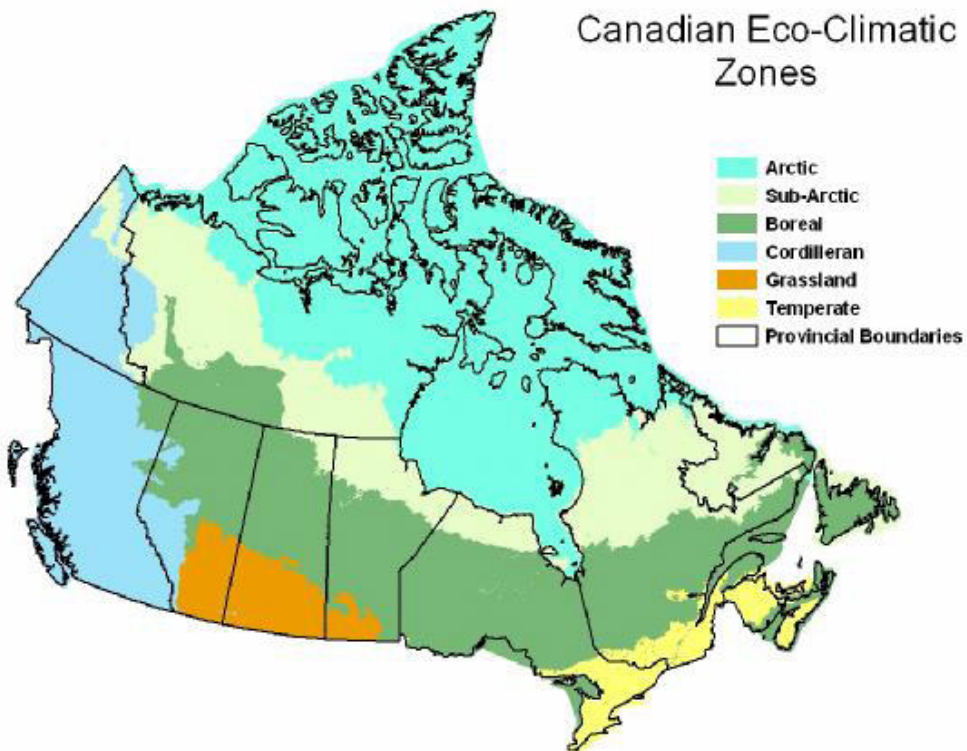 Canadian Eco-Climatic
Zones
Arctic
Sub-Arctic
Boreal
Cordilleran
Grassland
Temperate
Provincial Boundaries